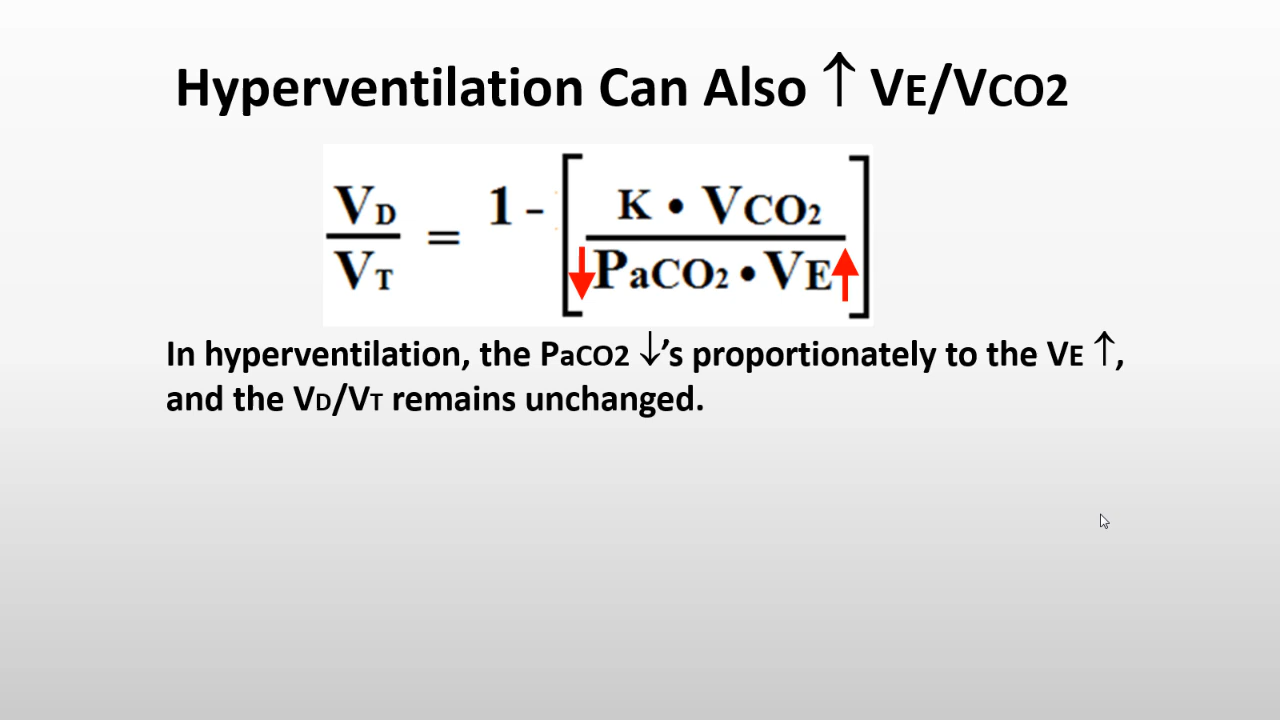 Hyperventilation Can Also ↑ VE/VCO2
VD/VT = 1 - [K • VCO2 / ↓PaCO2 • VE↑]
In hyperventilation, the PaCO2 ↓’s proportionately to the VE ↑,
and the VD/VT remains unchanged.